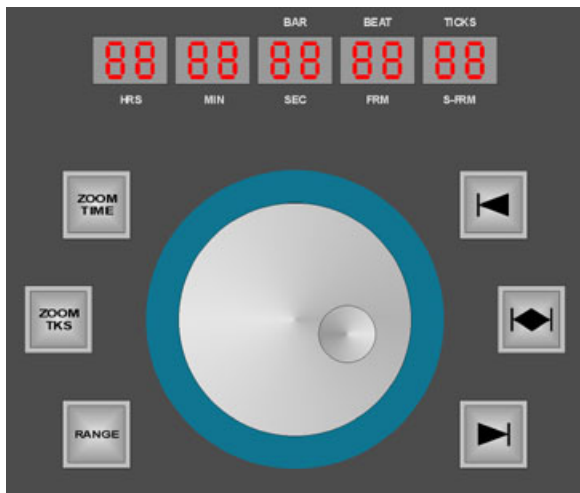 BAR BEAT TICKS
88 88 88 88 88
HRS MIN SEC FRM S-FRM
ZOOM
TIME
ZOOM
TKS
RANGE